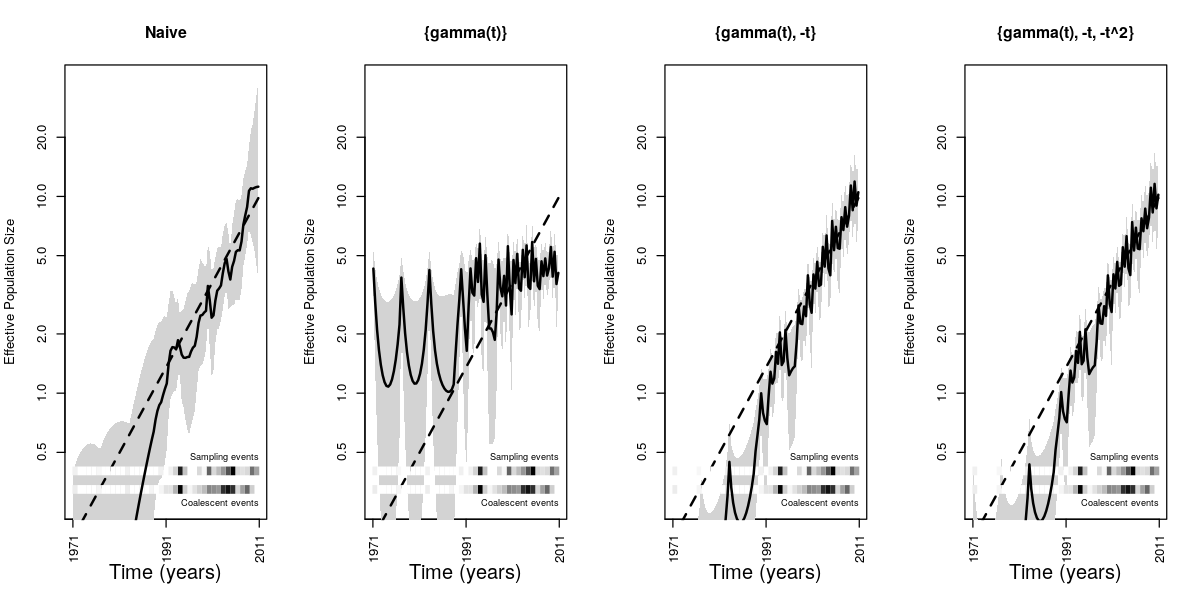 Naive
Effective Population Size
20.0
10.0
5.0
2.0
1.0
0.5
Sampling events
Coalescent events
1971
1991
2011
Time (years)
{gamma(t)}
Effective Population Size
20.0
10.0
5.0
2.0
1.0
0.5
Sampling events
Coalescent events
1971
1991
2011
Time (years)
{gamma(t), -t}
Effective Population Size
20.0
10.0
5.0
2.0
1.0
0.5
Sampling events
Coalescent events
1971
1991
2011
Time (years)
{gamma(t), -t, -t^2}
Effective Population Size
20.0
10.0
5.0
2.0
1.0
0.5
Sampling events
Coalescent events
1971
1991
2011
Time (years)